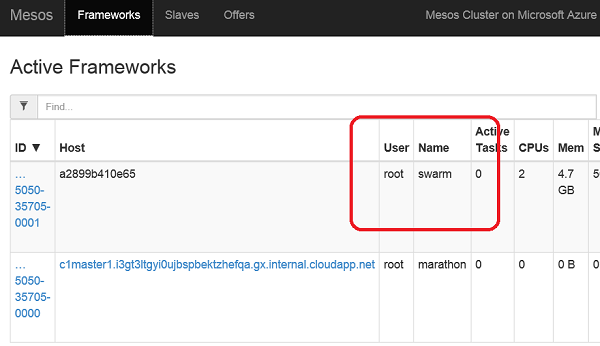 Mesos Frameworks Slaves Offers Mesos Cluster on Microsoft Azure
Active Frameworks
Find...
ID ▼ Host User Name Active Tasks CPUs Mem
… a2899b410e65 root swarm 0 2 4.7
5050- GB
35705-
0001
… c1master1.i3gt3ltgyi0ujbspbektzhefqa.gx.internal.cloudapp.net root marathon 0 0 0 B 0
5050-
35705-
0000